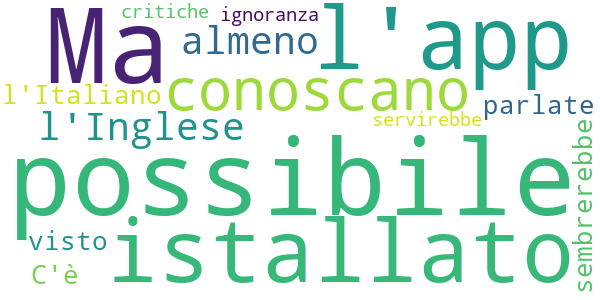 critiche
ignoranza
Ma
almeno
l'app
l'Italiano
conoscano
parlate
l'Inglese
servirebbe
possibile
sembrerebbe
visto
istallato
C'è